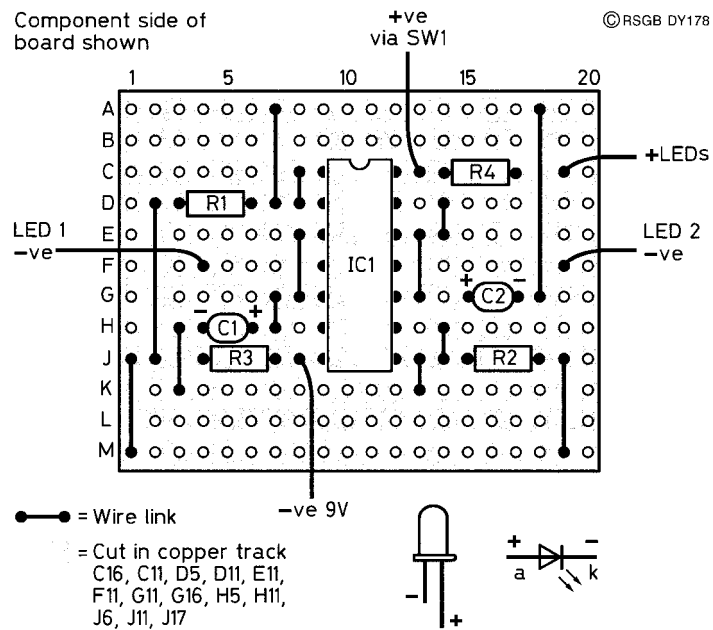 Component side of
board shown
+ve
via SW1
© RSGB DY178
1 5 10 15 20
A
B
C R4
+LEDs
D R1
LED 1
–ve
E
LED 2
–ve
F IC1
G + C2 –
H – C1 +
J R3 R2
K
L
M
–ve 9V
= Wire link
= Cut in copper track
C16, C11, D5, D11, E11,
F11, G11, G16, H5, H11,
J6, J11, J17
– +
+ –
a k